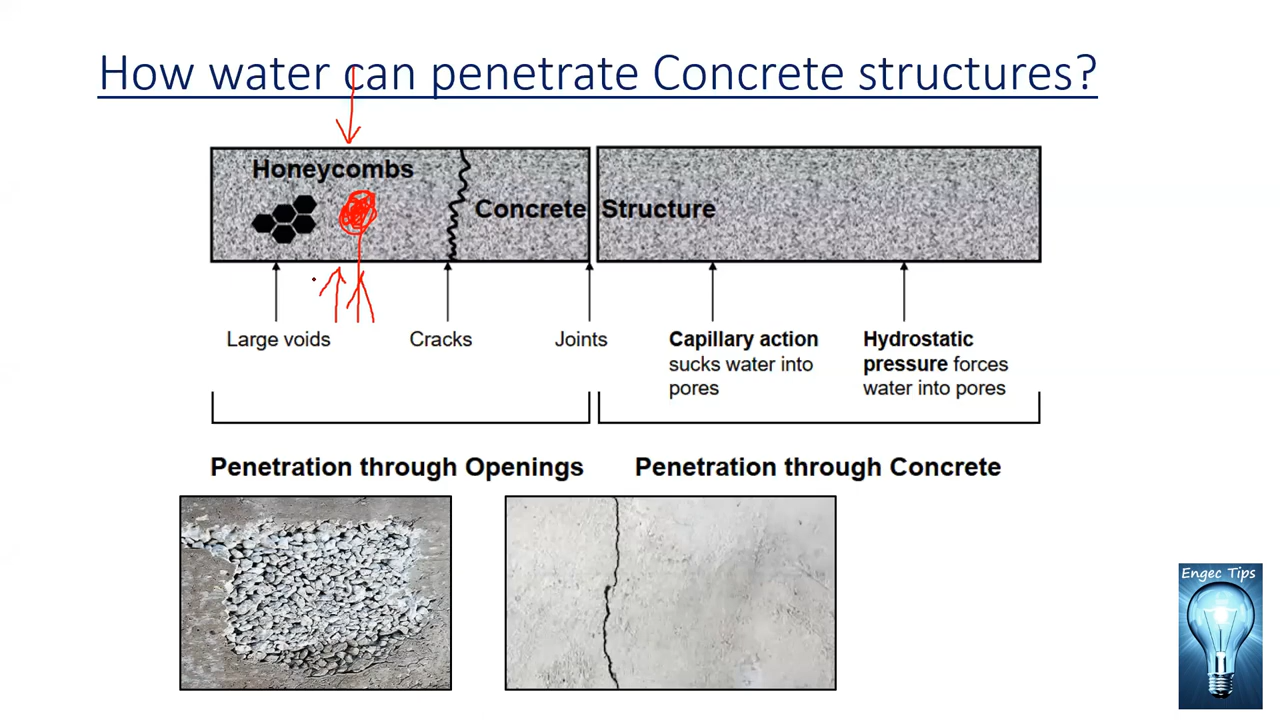 How water can penetrate Concrete structures?
Honeycombs
Concrete Structure
Large voids
Cracks
Joints
Capillary action
sucks water into
pores
Hydrostatic
pressure forces
water into pores
Penetration through Openings
Penetration through Concrete
Engec Tips